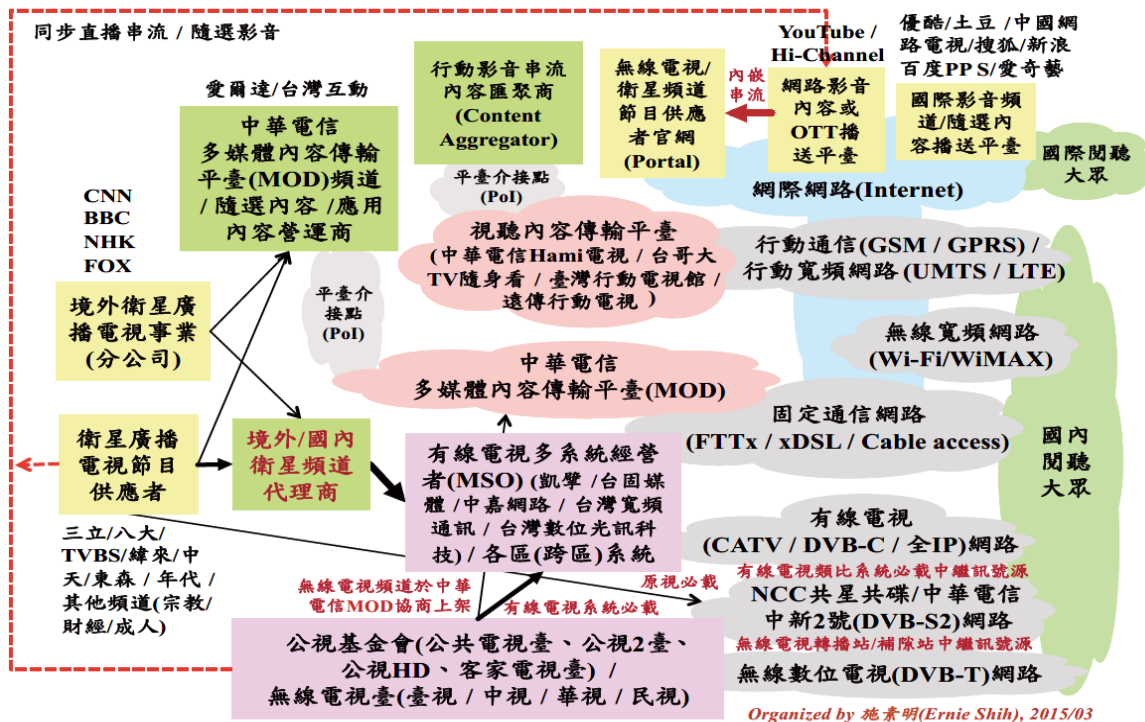 同步直播串流 / 隨選影音
YouTube /
Hi-Channel
優酷/土豆/中國網
路電視/搜狐/新浪
百度PPS/愛奇藝
愛爾達/台灣互動
中華電信
多媒體內容傳輸
平臺(MOD)頻道
/ 隨選內容 /應用
內容營運商
行動影音串流
內容匯聚商
(Content
Aggregator)
無線電視/
衛星頻道
節目供應
者官網
(Portal)
內嵌
串流
網路影音
內容或
OTT播
送平臺
國際影音頻
道/隨選內
容播送平臺
國際閱聽
大眾
網際網路(Internet)
平臺介接點
(PoI)
CNN
BBC
NHK
FOX
視聽內容傳輸平臺
(中華電信Hami電視 / 台哥大
TV隨身看 / 臺灣行動電視館 /
遠傳行動電視 )
行動通信(GSM / GPRS) /
行動寬頻網路(UMTS / LTE)
平臺介
接點
(PoI)
境外衛星廣
播電視事業
(分公司)
無線寬頻網路
(Wi-Fi/WiMAX)
中華電信
多媒體內容傳輸平臺(MOD)
固定通信網路
(FTTx / xDSL / Cable access)
國內
閱聽
大眾
衛星廣播
電視節目
供應者
境外/國內
衛星頻道
代理商
有線電視多系統經營
者(MSO) (凱擘 /台固媒
體 /中嘉網路 / 台灣寬頻
通訊 / 台灣數位光訊科
技) / 各區(跨區)系統
有線電視
(CATV / DVB-C / 全IP)網路
三立/八大/
TVBS/緯來/中
天/東森 / 年代 /
其他頻道(宗教/
財經/成人)
無線電視頻道於中華
電信MOD協商上架
有線電視系統必載
原視必載
有線電視類比系統必載中繼訊號源
NCC共星共碟/中華電信
中新2號(DVB-S2)網路
無線電視轉播站/補隙站中繼訊號源
無線數位電視(DVB-T)網路
公視基金會(公共電視臺、公視2臺、
公視HD、客家電視臺) /
無線電視臺(臺視 / 中視 / 華視 / 民視)
Organized by 施素明(Ernie Shih), 2015/03